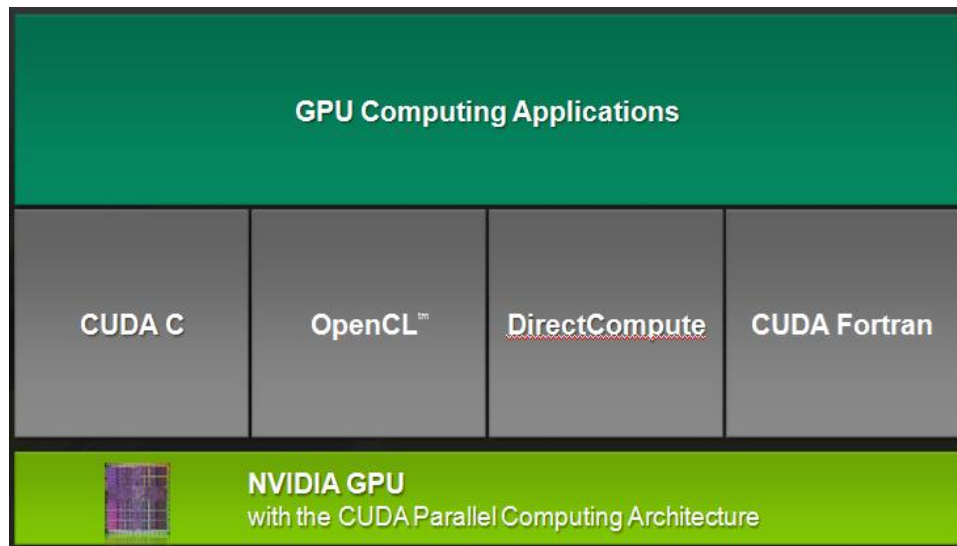 GPU Computing Applications
CUDA C
OpenCL™
DirectCompute
CUDA Fortran
NVIDIA GPU
with the CUDA Parallel Computing Architecture